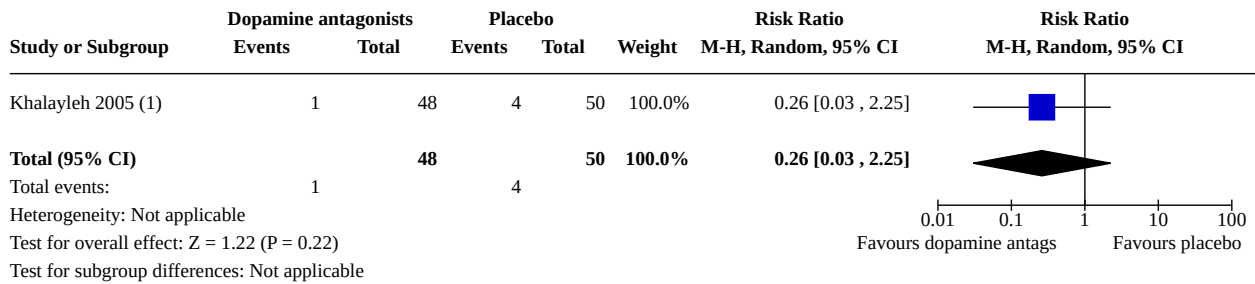 Dopamine antagonists Placebo Risk Ratio Risk Ratio
Study or Subgroup Events Total Events Total Weight M-H, Random, 95% CI M-H, Random, 95% CI
Khalayleh 2005 (1) 1 48 4 50 100.0% 0.26 [0.03 , 2.25]
Total (95% CI) 48 50 100.0% 0.26 [0.03 , 2.25]
Total events: 1 4
Heterogeneity: Not applicable
0.01 0.1 1 10 100
Test for overall effect: Z = 1.22 (P = 0.22)
Favours dopamine antags Favours placebo
Test for subgroup differences: Not applicable